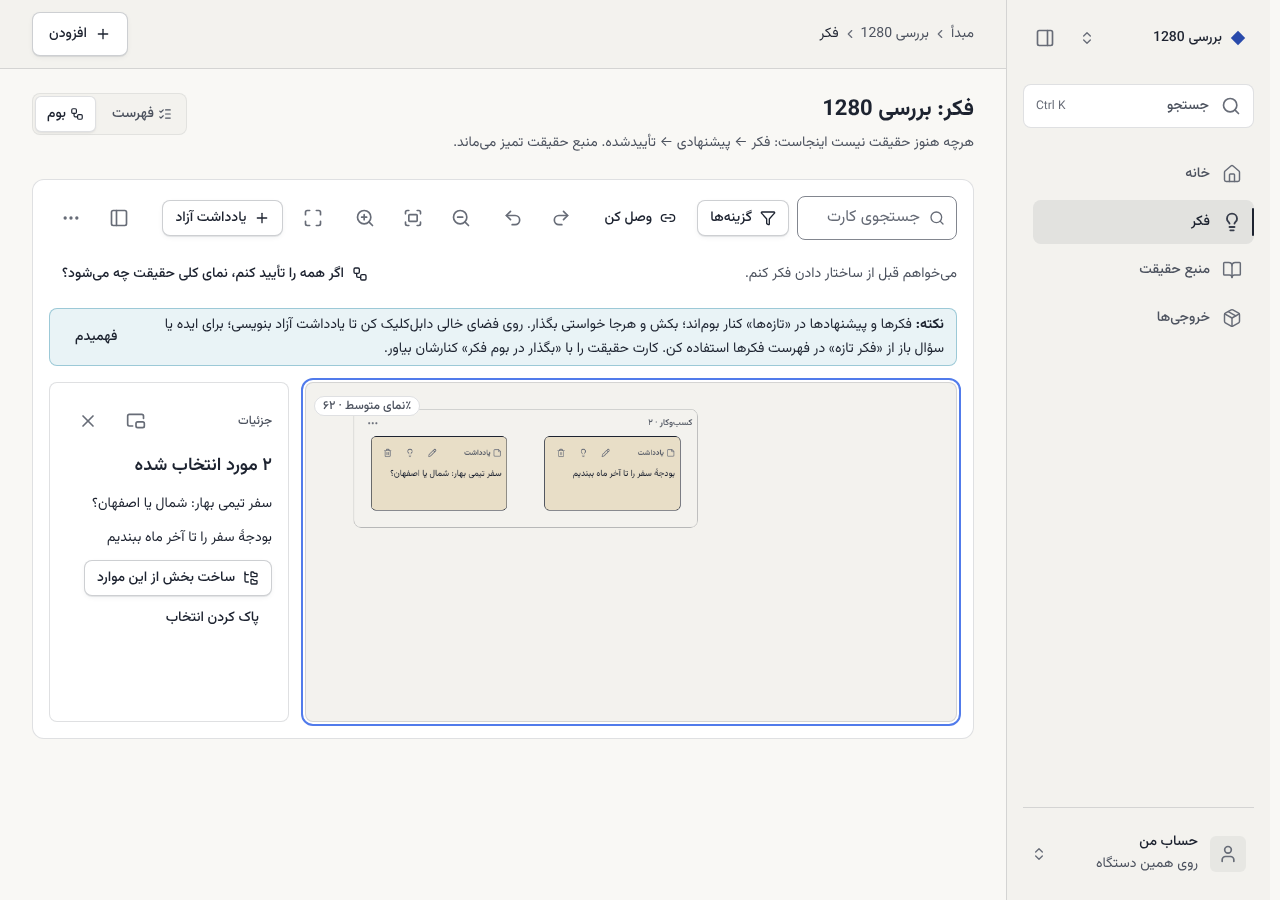 بررسی 1280
جستجو
Ctrl K
خانه
فکر
منبع حقیقت
خروجی‌ها
حساب من
روی همین دستگاه
مبدأ › بررسی 1280 › فکر
افزودن
فکر: بررسی 1280
هرچه هنوز حقیقت نیست اینجاست: فکر ← پیشنهادی ← تأییدشده. منبع حقیقت تمیز می‌ماند.
فهرست
بوم
جستجوی کارت
گزینه‌ها
وصل کن
یادداشت آزاد
می‌خواهم قبل از ساختار دادن فکر کنم.
اگر همه را تأیید کنم، نمای کلی حقیقت چه می‌شود؟
نکته: فکرها و پیشنهادها در «تازه‌ها» کنار بوم‌اند؛ بکش و هرجا خواستی بگذار. روی فضای خالی دابل‌کلیک کن تا یادداشت آزاد بنویسی؛ برای ایده یا
سؤال باز از «فکر تازه» در فهرست فکرها استفاده کن. کارت حقیقت را با «بگذار در بوم فکر» کنارشان بیاور.
فهمیدم
نمای متوسط · ۶۲٪
کسب‌وکار · ۲
یادداشت
بودجهٔ سفر را تا آخر ماه ببندیم
یادداشت
سفر تیمی بهار: شمال یا اصفهان؟
جزئیات
۲ مورد انتخاب شده
سفر تیمی بهار: شمال یا اصفهان؟
بودجهٔ سفر را تا آخر ماه ببندیم
ساخت بخش از این موارد
پاک کردن انتخاب